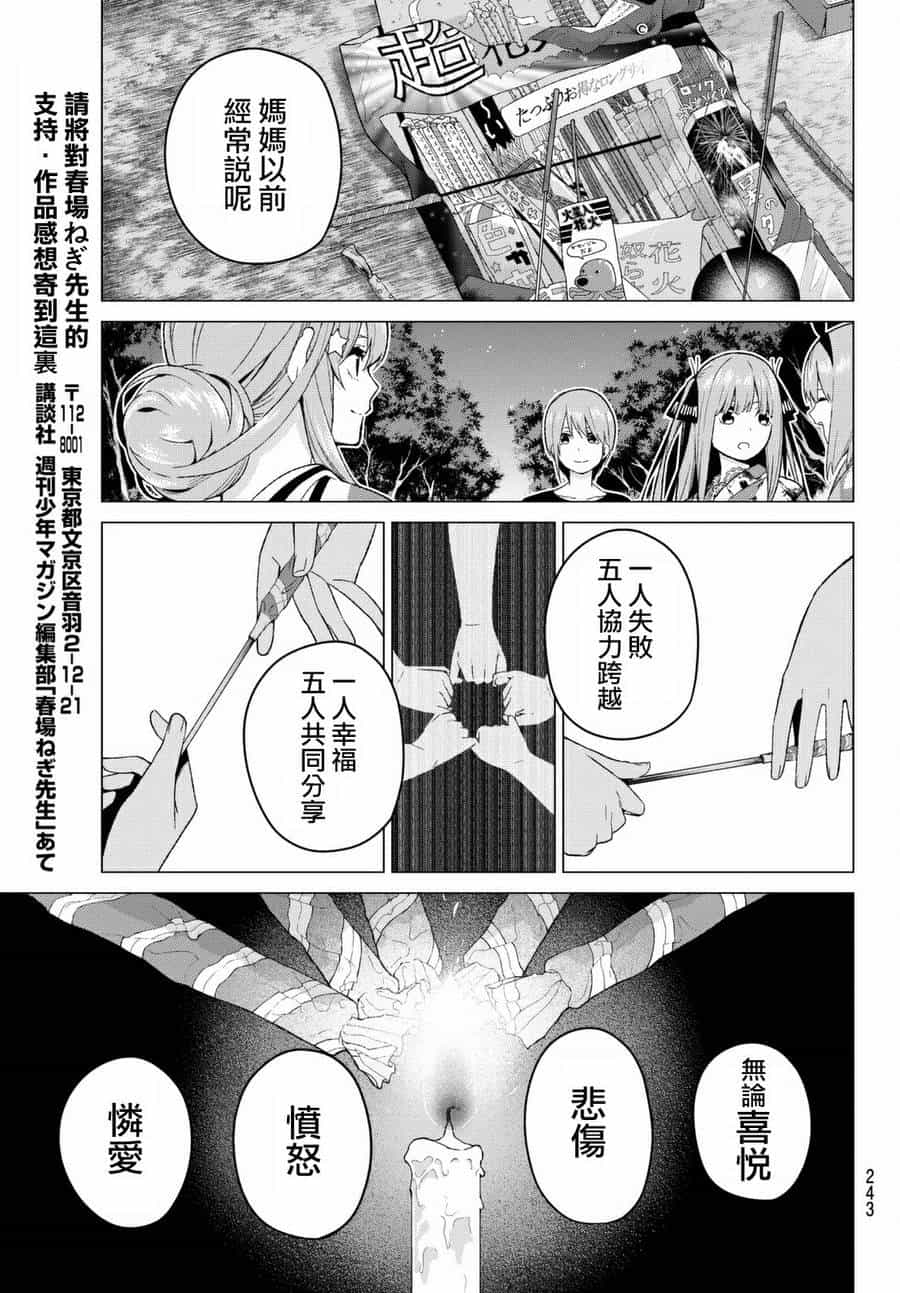 超
たっぷりお得なロングサイ
花火
媽媽以前
經常説呢
請將對春場ねぎ先生的
支持・作品感想寄到這裏
〒112-8001 東京都文京区音羽2-12-21
講談社 週刊少年マガジン編集部「春場ねぎ先生」あて
一人失敗
五人協力跨越
一人幸福
五人共同分享
無論喜悦
悲傷
憤怒
憐愛
243